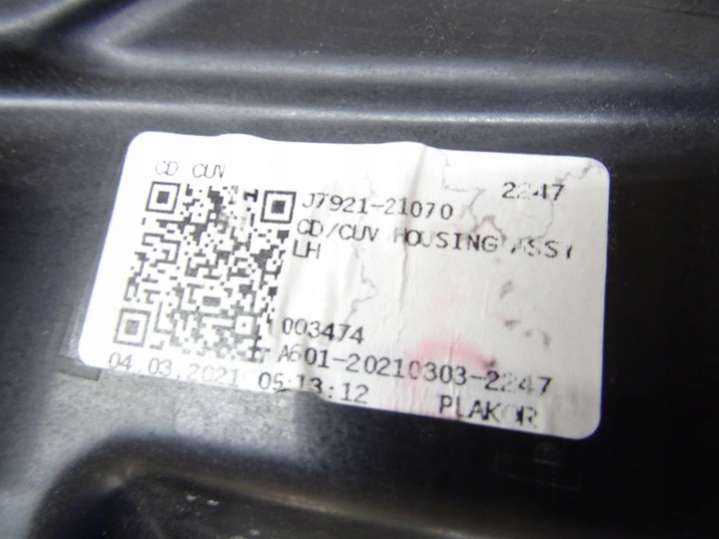 CD CUV 2247
J7921-21070
CD/CUV HOUSING ASSY
LH
003474
A601-20210303-2247
04.03.2021 05:13:12 PLAKOR